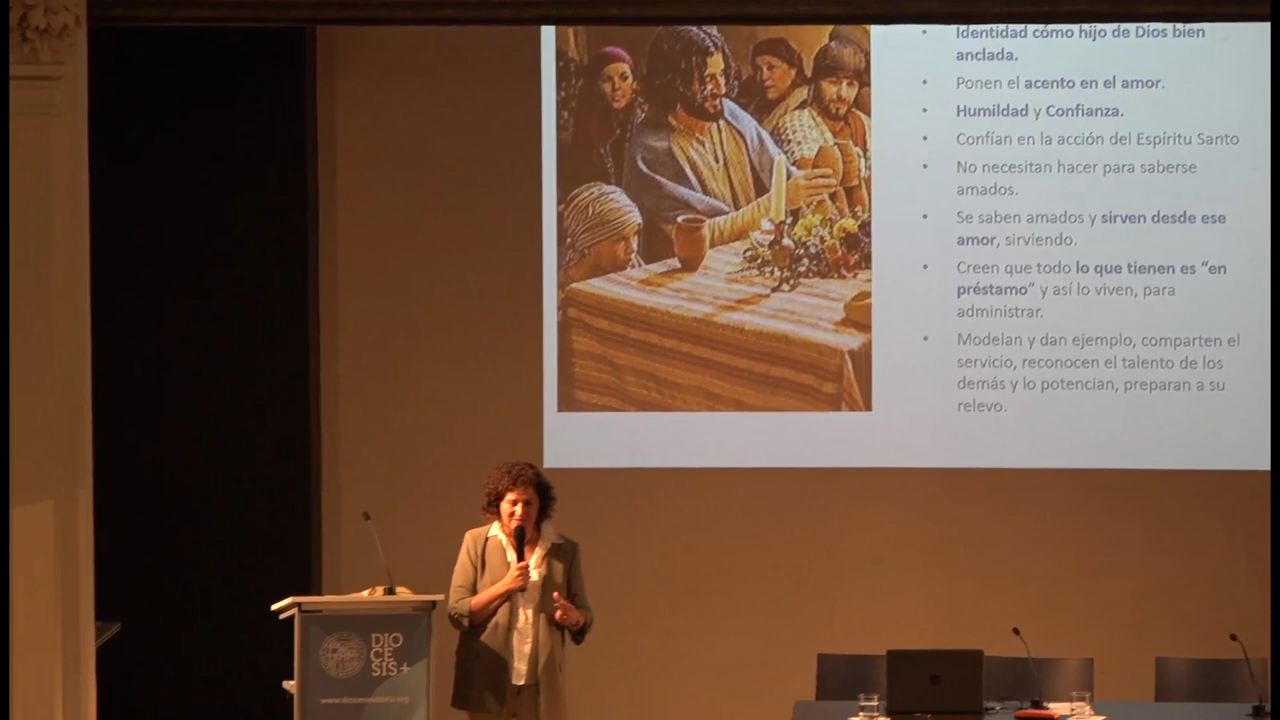 Identidad cómo hijo de Dios bien
anclada.
Ponen el acento en el amor.
Humildad y Confianza.
Confían en la acción del Espíritu Santo
No necesitan hacer para saberse
amados.
Se saben amados y sirven desde ese
amor, sirviendo.
Creen que todo lo que tienen es “en
préstamo” y así lo viven, para
administrar.
Modelan y dan ejemplo, comparten el
servicio, reconocen el talento de los
demás y lo potencian, preparan a su
relevo.
DIO
CE
SIS+